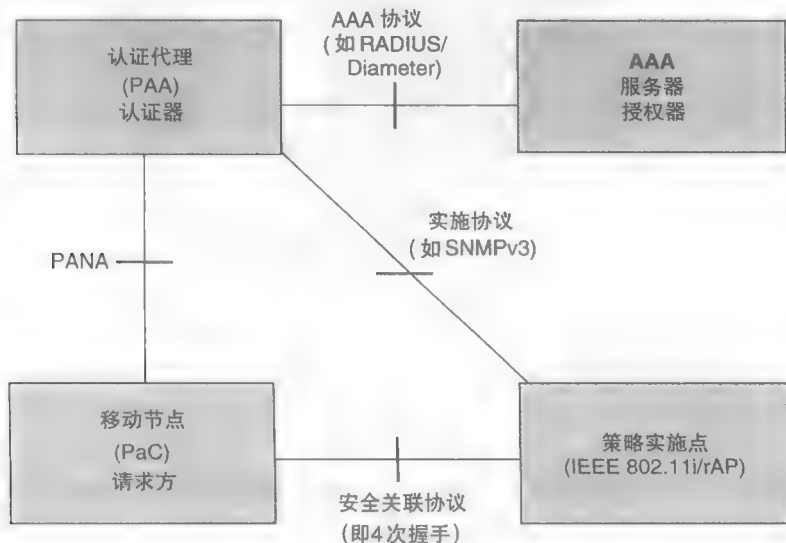 AAA 协议
(如 RADIUS/
Diameter)
认证代理
(PAA)
认证器
AAA
服务器
授权器
实施协议
(如 SNMPv3)
PANA
移动节点
(PaC)
请求方
策略实施点
(IEEE 802.11i/rAP)
安全关联协议
(即4次握手)